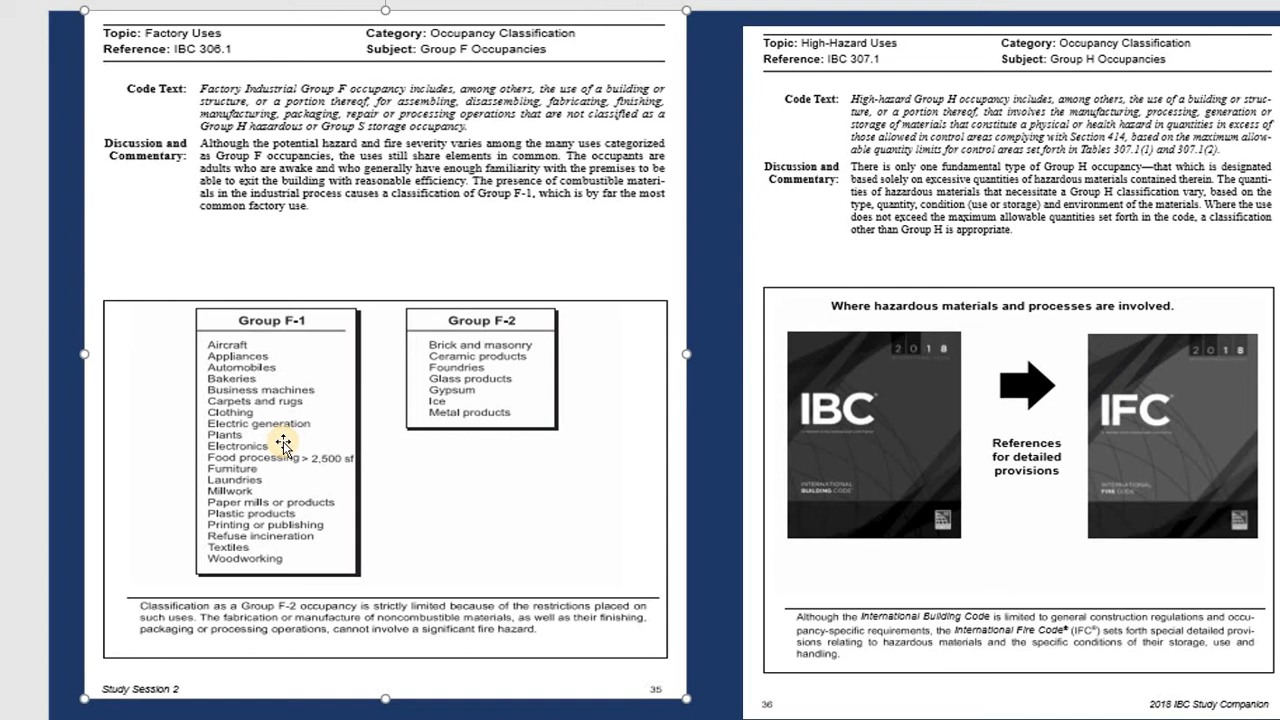 Topic: Factory Uses
Category: Occupancy Classification
Reference: IBC 306.1
Subject: Group F Occupancies
Code Text: Factory Industrial Group F occupancy includes, among others, the use of a building or
structure, or a portion thereof, for assembling, disassembling, fabricating, finishing,
manufacturing, packaging, repair or processing operations that are not classified as a
Group H hazardous or Group S storage occupancy.
Discussion and Commentary: Although the potential hazard and fire severity varies among the many uses categorized
as Group F occupancies, the uses still share elements in common. The occupants are
adults who are awake and who generally have enough familiarity with the premises to be
able to exit the building with reasonable efficiency. The presence of combustible materi-
als in the industrial process causes a classification of Group F-1, which is by far the most
common factory use.
Group F-1
Aircraft
Appliances
Automobiles
Bakeries
Business machines
Carpets and rugs
Clothing
Electric generation
Plants
Electronics
Food processing > 2,500 sf
Furniture
Laundries
Millwork
Paper mills or products
Plastic products
Printing or publishing
Refuse incineration
Textiles
Woodworking
Group F-2
Brick and masonry
Ceramic products
Foundries
Glass products
Gypsum
Ice
Metal products
Classification as a Group F-2 occupancy is strictly limited because of the restrictions placed on
such uses. The fabrication or manufacture of noncombustible materials, as well as their finishing,
packaging or processing operations, cannot involve a significant fire hazard.
Study Session 2
35
Topic: High-Hazard Uses
Category: Occupancy Classification
Reference: IBC 307.1
Subject: Group H Occupancies
Code Text: High-hazard Group H occupancy includes, among others, the use of a building or struc-
ture, or a portion thereof, that involves the manufacturing, processing, generation or
storage of materials that constitute a physical or health hazard in quantities in excess of
those allowed in control areas complying with Section 414, based on the maximum allow-
able quantity limits for control areas set forth in Tables 307.1(1) and 307.1(2).
Discussion and Commentary: There is only one fundamental type of Group H occupancy—that which is designated
based solely on excessive quantities of hazardous materials contained therein. The quanti-
ties of hazardous materials that necessitate a Group H classification vary, based on the
type, quantity, condition (use or storage) and environment of the materials. Where the use
does not exceed the maximum allowable quantities set forth in the code, a classification
other than Group H is appropriate.
Where hazardous materials and processes are involved.
2018
IBC
INTERNATIONAL
BUILDING CODE
References
for detailed
provisions
2018
IFC
INTERNATIONAL
FIRE CODE
Although the International Building Code is limited to general construction regulations and occu-
pancy-specific requirements, the International Fire Code® (IFC®) sets forth special detailed provi-
sions relating to hazardous materials and the specific conditions of their storage, use and
handling.
36
2018 IBC Study Companion